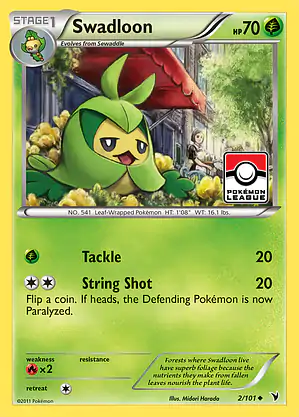 STAGE1
Swadloon
HP70
Evolves from Sewaddle
POKÉMON
LEAGUE
NO. 541 Leaf-Wrapped Pokémon HT: 1'08" WT: 16.1 lbs.
Tackle 20
String Shot 20
Flip a coin. If heads, the Defending Pokémon is now
Paralyzed.
weakness resistance
×2
retreat
Forests where Swadloon live
have superb foliage because the
nutrients they make from fallen
leaves nourish the plant life.
©2011 Pokémon
Illus. Midori Harada
2/101